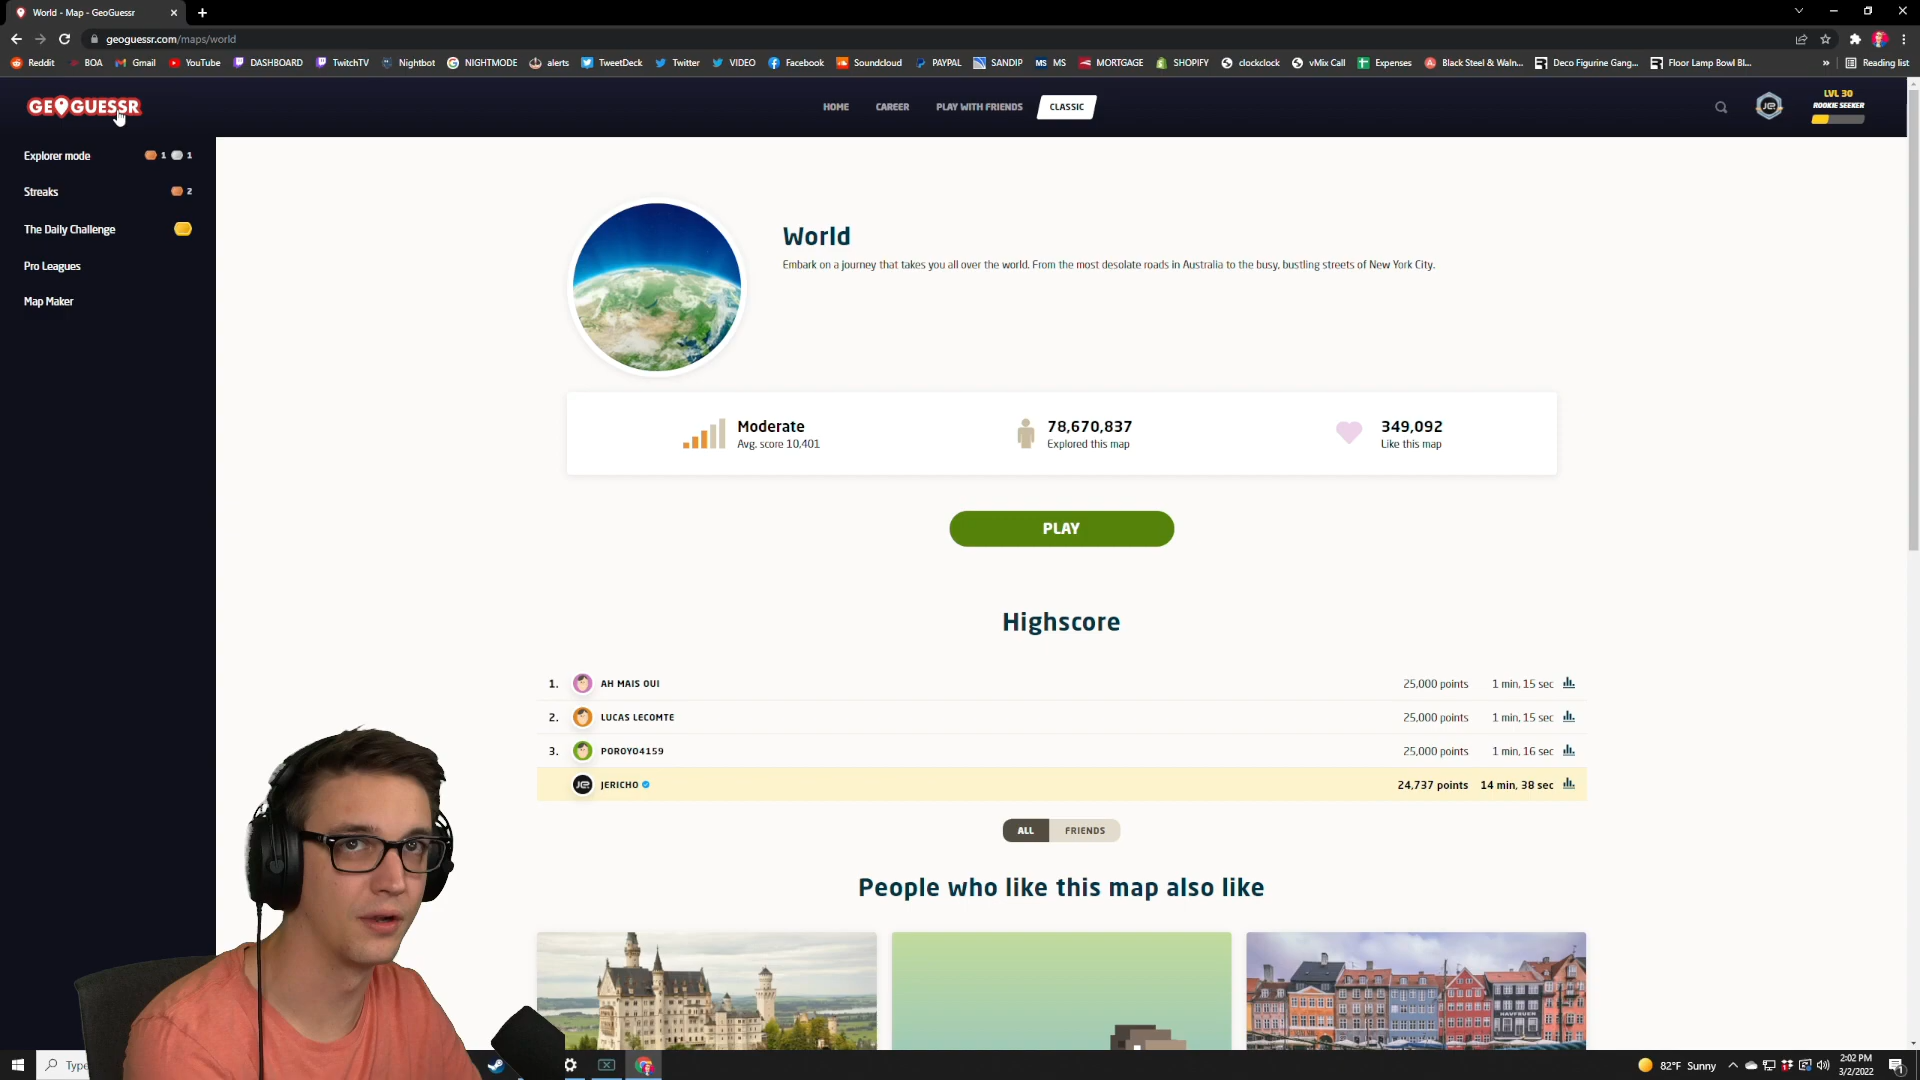 World - Map - GeoGuessr
geoguessr.com/maps/world
Reddit BOA Gmail YouTube DASHBOARD TwitchTV Nightbot NIGHTMODE alerts TweetDeck Twitter VIDEO Facebook Soundcloud PAYPAL SANDIP MS MS MORTGAGE SHOPIFY clockclock vMix Call Expenses Black Steel & Waln... Deco Figurine Gang... Floor Lamp Bowl Bl... » Reading list
GEOGUESSR
HOME CAREER PLAY WITH FRIENDS CLASSIC
JCR
LVL 30
ROOKIE SEEKER
Explorer mode 1 1
Streaks 2
The Daily Challenge
Pro Leagues
Map Maker
World
Embark on a journey that takes you all over the world. From the most desolate roads in Australia to the busy, bustling streets of New York City.
Moderate
Avg. score 10,401
78,670,837
Explored this map
349,092
Like this map
PLAY
Highscore
1. AH MAIS OUI 25,000 points 1 min, 15 sec
2. LUCAS LECOMTE 25,000 points 1 min, 15 sec
3. POROYO4159 25,000 points 1 min, 16 sec
JERICHO 24,737 points 14 min, 38 sec
ALL FRIENDS
People who like this map also like
HAVFRUEN
Type
82°F Sunny
2:02 PM
3/2/2022